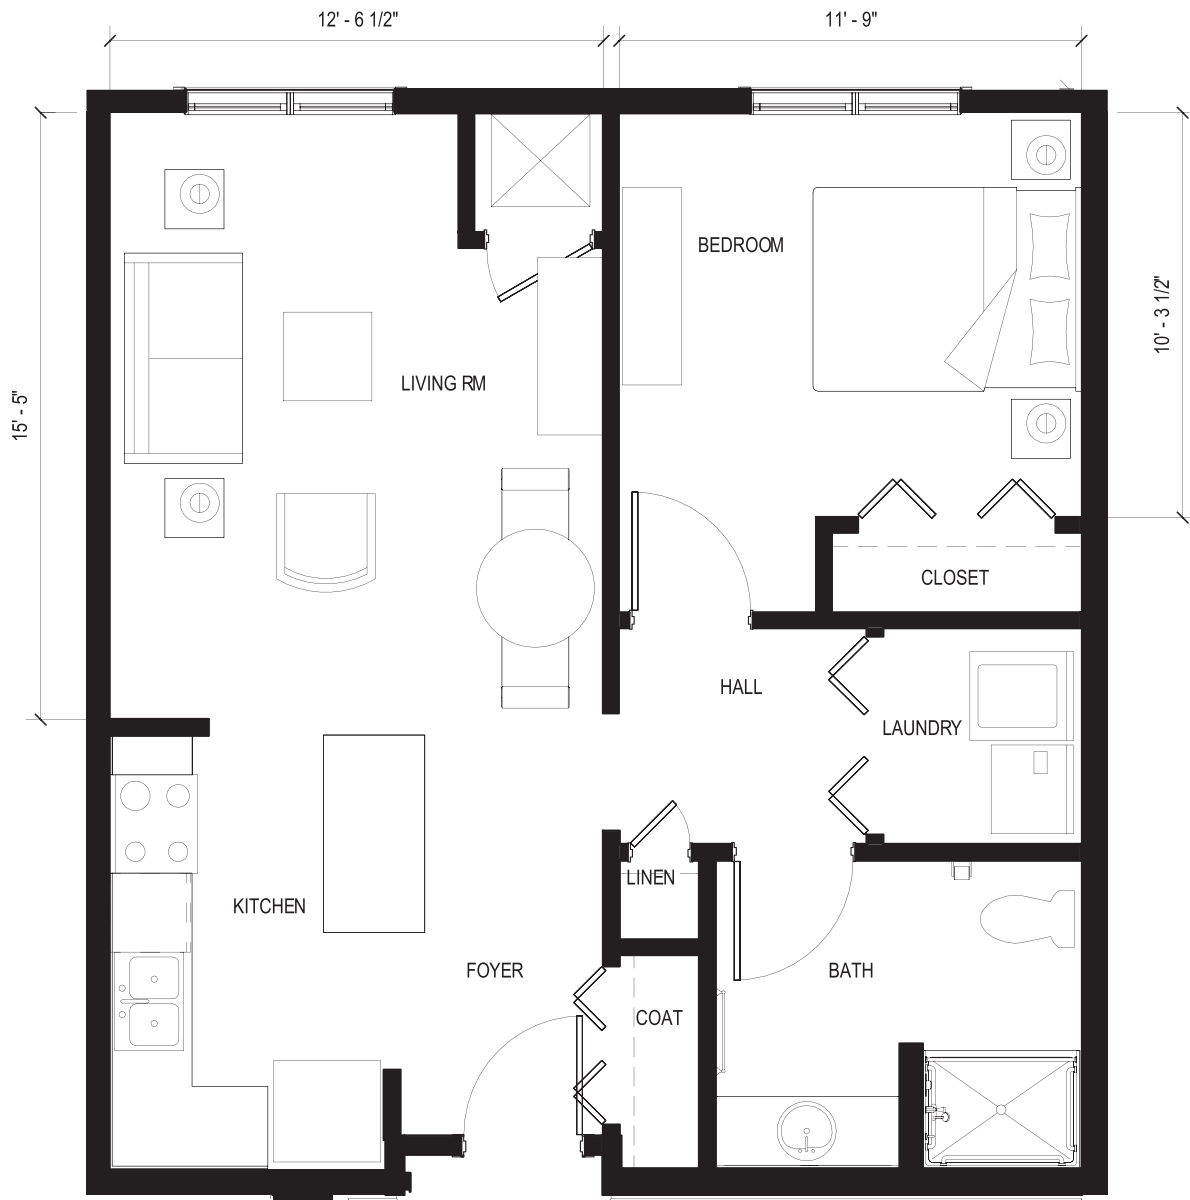 12' - 6 1/2"
11' - 9"
BEDROOM
10' - 3 1/2"
LIVING RM
15' - 5"
CLOSET
HALL
LAUNDRY
LINEN
KITCHEN
FOYER
BATH
COAT